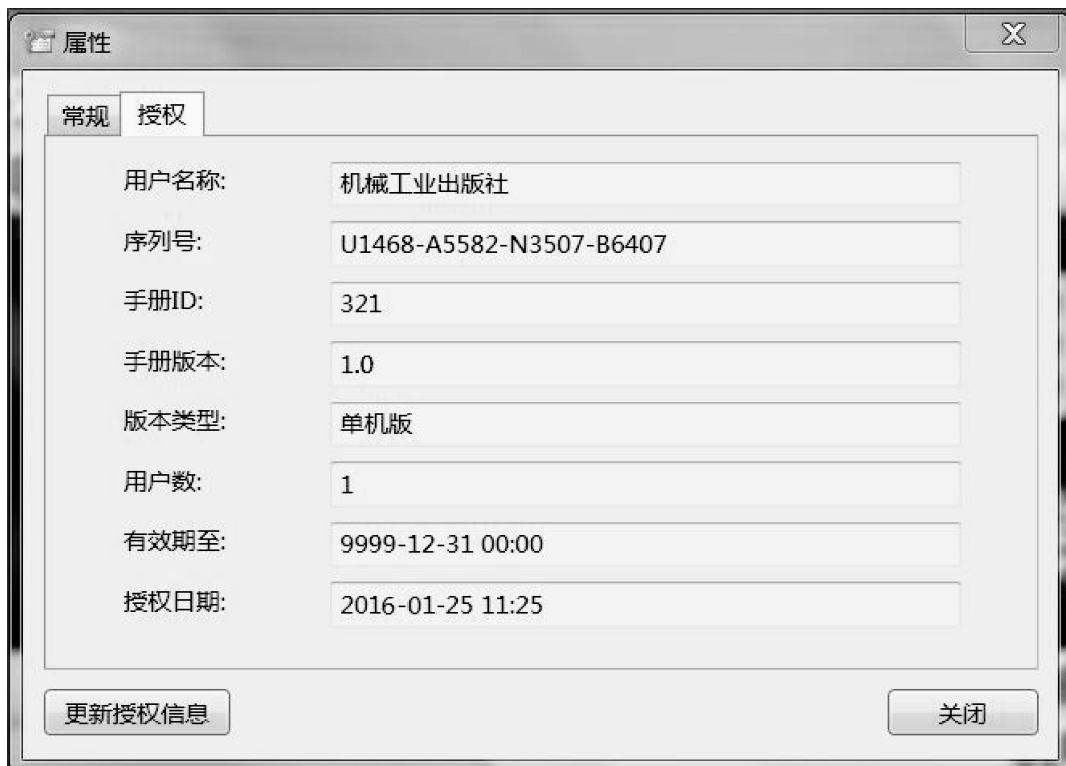 属性
常规 授权
用户名称: 机械工业出版社
序列号: U1468-A5582-N3507-B6407
手册ID: 321
手册版本: 1.0
版本类型: 单机版
用户数: 1
有效期至: 9999-12-31 00:00
授权日期: 2016-01-25 11:25
更新授权信息 关闭